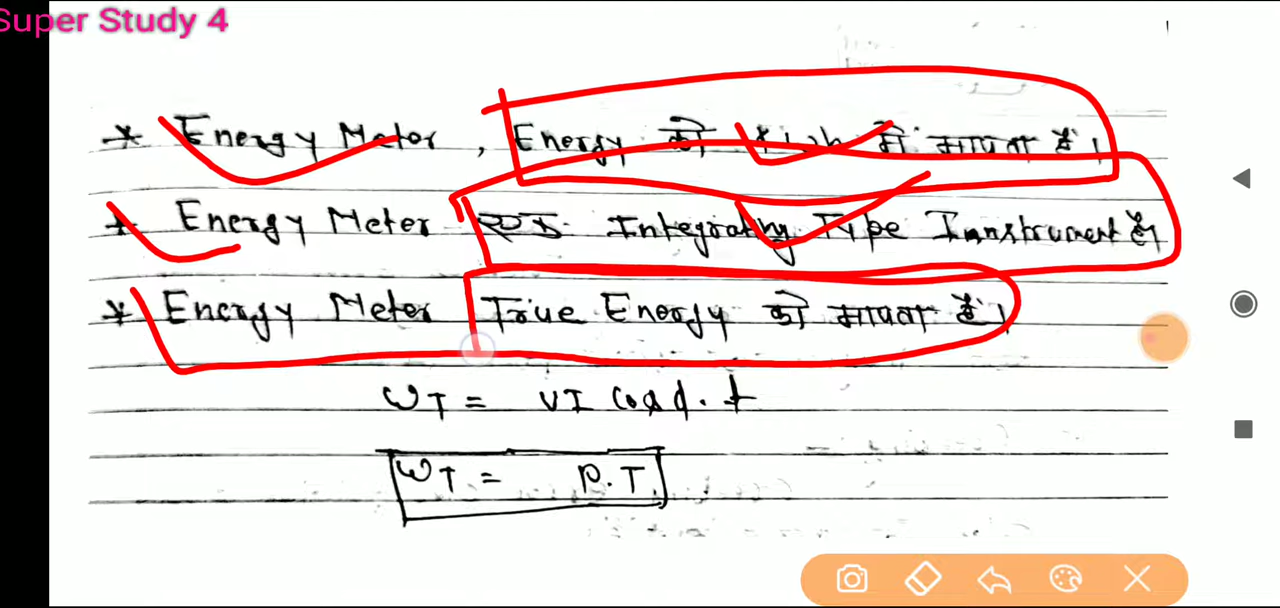 Super Study 4
* Energy Meter, Energy को kwh में मापता है।
* Energy Meter एक Integrating Type Innstrument है।
* Energy Meter True Energy को मापता है।
WT = VI Cosϕ. t
WT = P.T